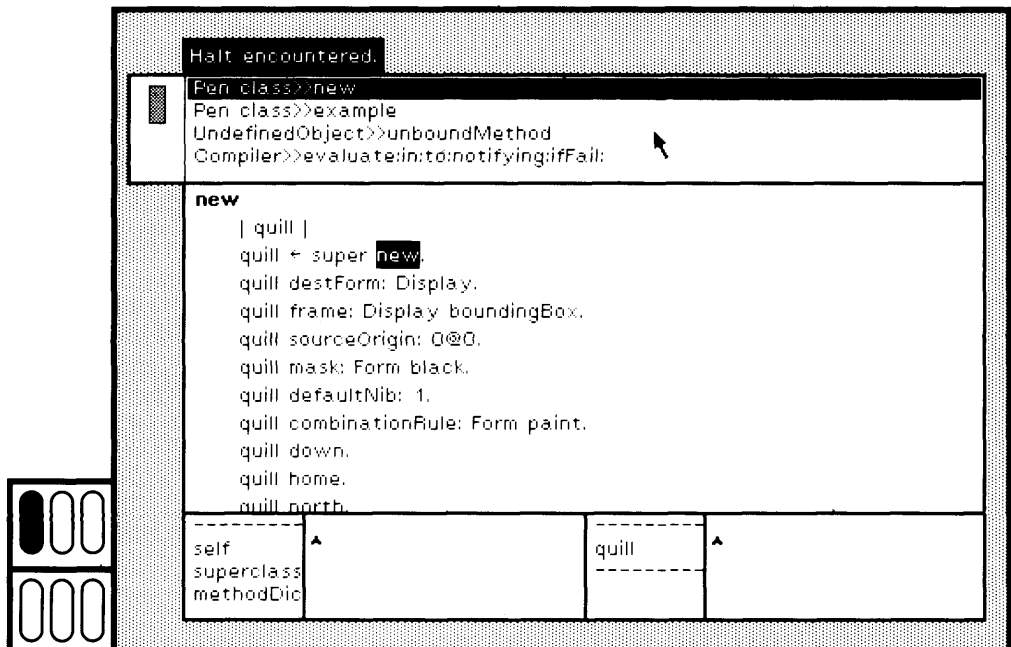 Halt encountered.
Pen class>>new
Pen class>>example
UndefinedObject>>unboundMethod
Compiler>>evaluate:in:to:notifying:ifFail:
new
| quill |
quill ← super new.
quill destForm: Display.
quill frame: Display boundingBox.
quill sourceOrigin: 0@0.
quill mask: Form black.
quill defaultNib: 1.
quill combinationRule: Form paint.
quill down.
quill home.
quill north.
self
superclass
methodDic
quill